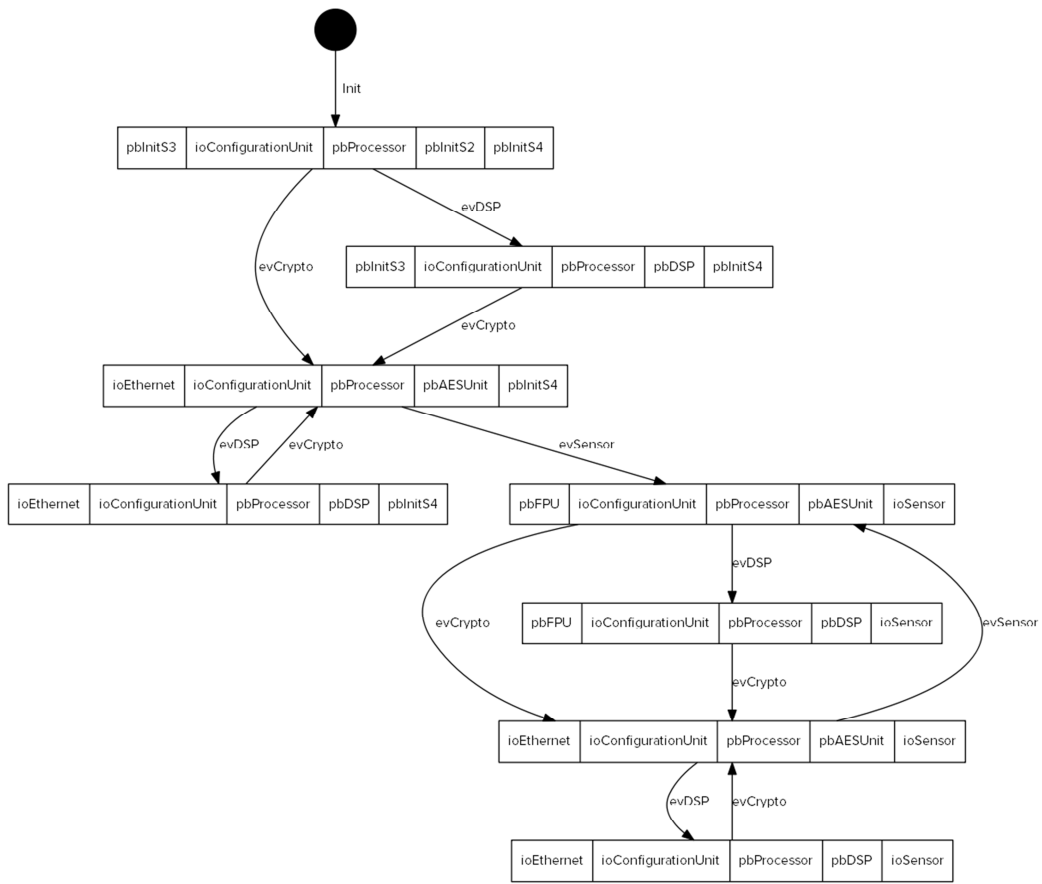 Init
pbInitS3 ioConfigurationUnit pbProcessor pbInitS2 pbInitS4
evDSP
evCrypto
pbInitS3 ioConfigurationUnit pbProcessor pbDSP pbInitS4
evCrypto
ioEthernet ioConfigurationUnit pbProcessor pbAESUnit pbInitS4
evDSP evCrypto evSensor
ioEthernet ioConfigurationUnit pbProcessor pbDSP pbInitS4
pbFPU ioConfigurationUnit pbProcessor pbAESUnit ioSensor
evDSP
evCrypto
pbFPU ioConfigurationUnit pbProcessor pbDSP ioSensor
evSensor
evCrypto
ioEthernet ioConfigurationUnit pbProcessor pbAESUnit ioSensor
evDSP evCrypto
ioEthernet ioConfigurationUnit pbProcessor pbDSP ioSensor